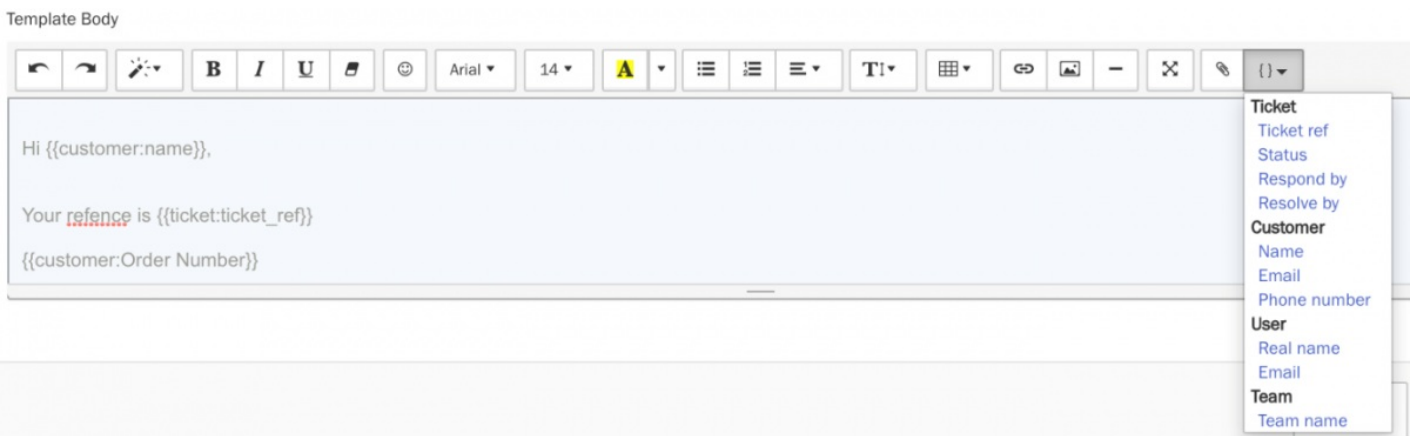 Template Body
B I U Arial 14 A T { }
Hi {{customer:name}},
Your refence is {{ticket:ticket_ref}}
{{customer:Order Number}}
Ticket
Ticket ref
Status
Respond by
Resolve by
Customer
Name
Email
Phone number
User
Real name
Email
Team
Team name